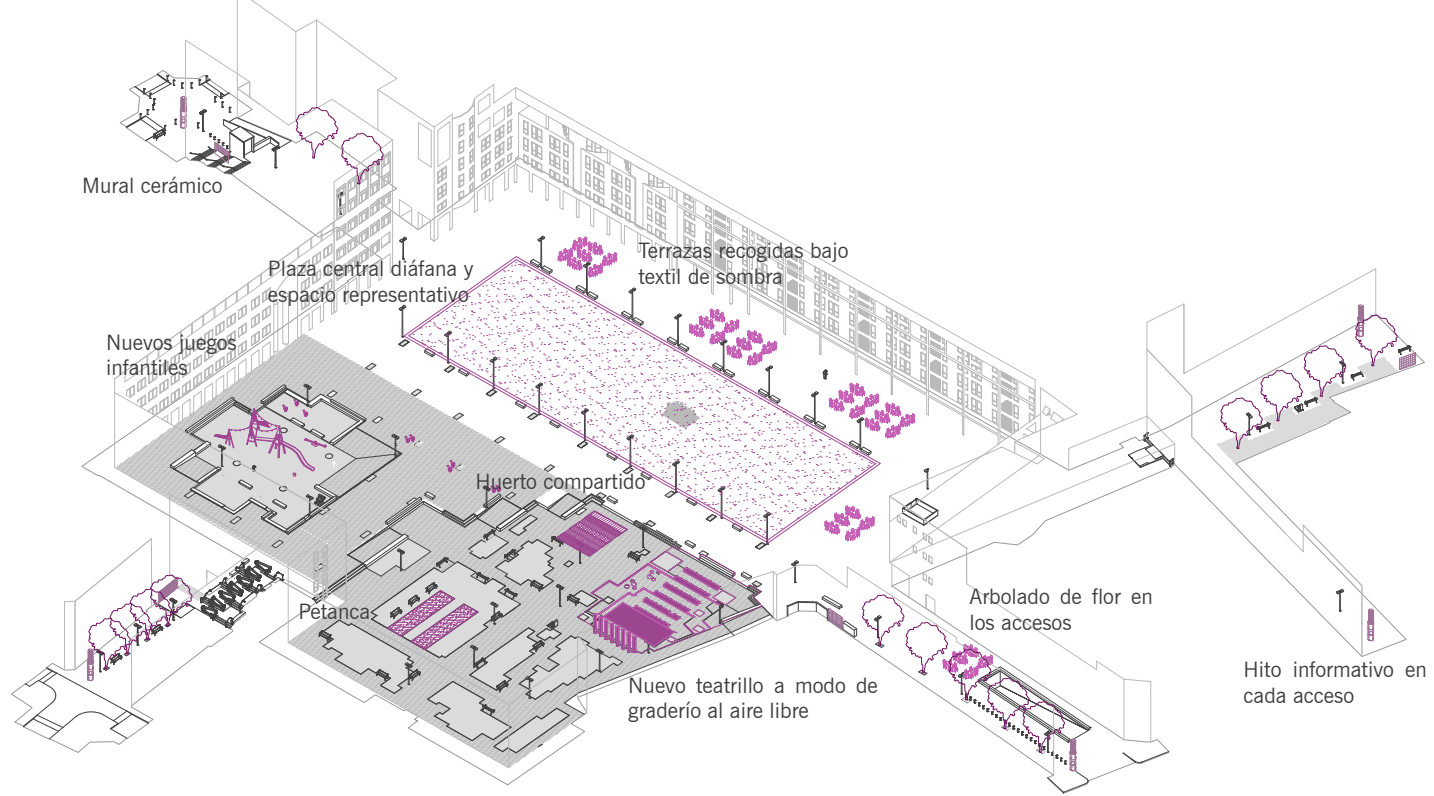 Mural cerámico
Terrazas recogidas bajo
textil de sombra
Plaza central diáfana y
espacio representativo
Nuevos juegos
infantiles
Huerto compartido
Petanca
Arbolado de flor en
los accesos
Hito informativo en
cada acceso
Nuevo teatrillo a modo de
graderío al aire libre